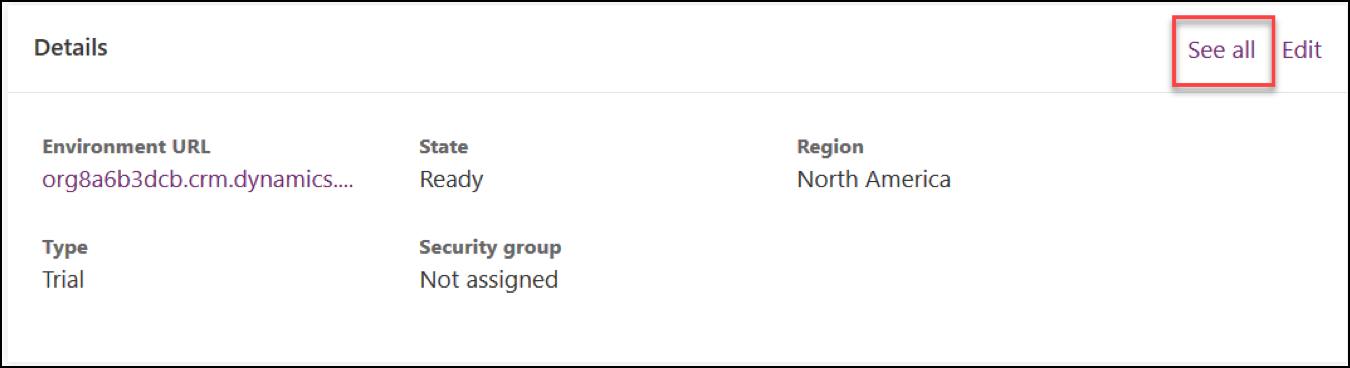 Details
See all Edit
Environment URL State Region
org8a6b3dcb.crm.dynamics.... Ready North America
Type Security group
Trial Not assigned